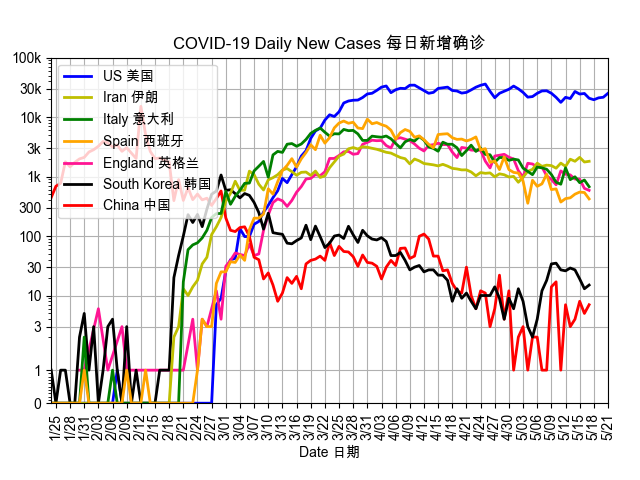 COVID-19 Daily New Cases 每日新增确诊
100k
30k
10k
3k
1k
300
100
30
10
3
1
0
US 美国
Iran 伊朗
Italy 意大利
Spain 西班牙
England 英格兰
South Korea 韩国
China 中国
1/25 1/28 1/31 2/03 2/06 2/09 2/12 2/15 2/18 2/21 2/24 2/27 3/01 3/04 3/07 3/10 3/13 3/16 3/19 3/22 3/25 3/28 3/31 4/03 4/06 4/09 4/12 4/15 4/18 4/21 4/24 4/27 4/30 5/03 5/06 5/09 5/12 5/15 5/18 5/21
Date 日期